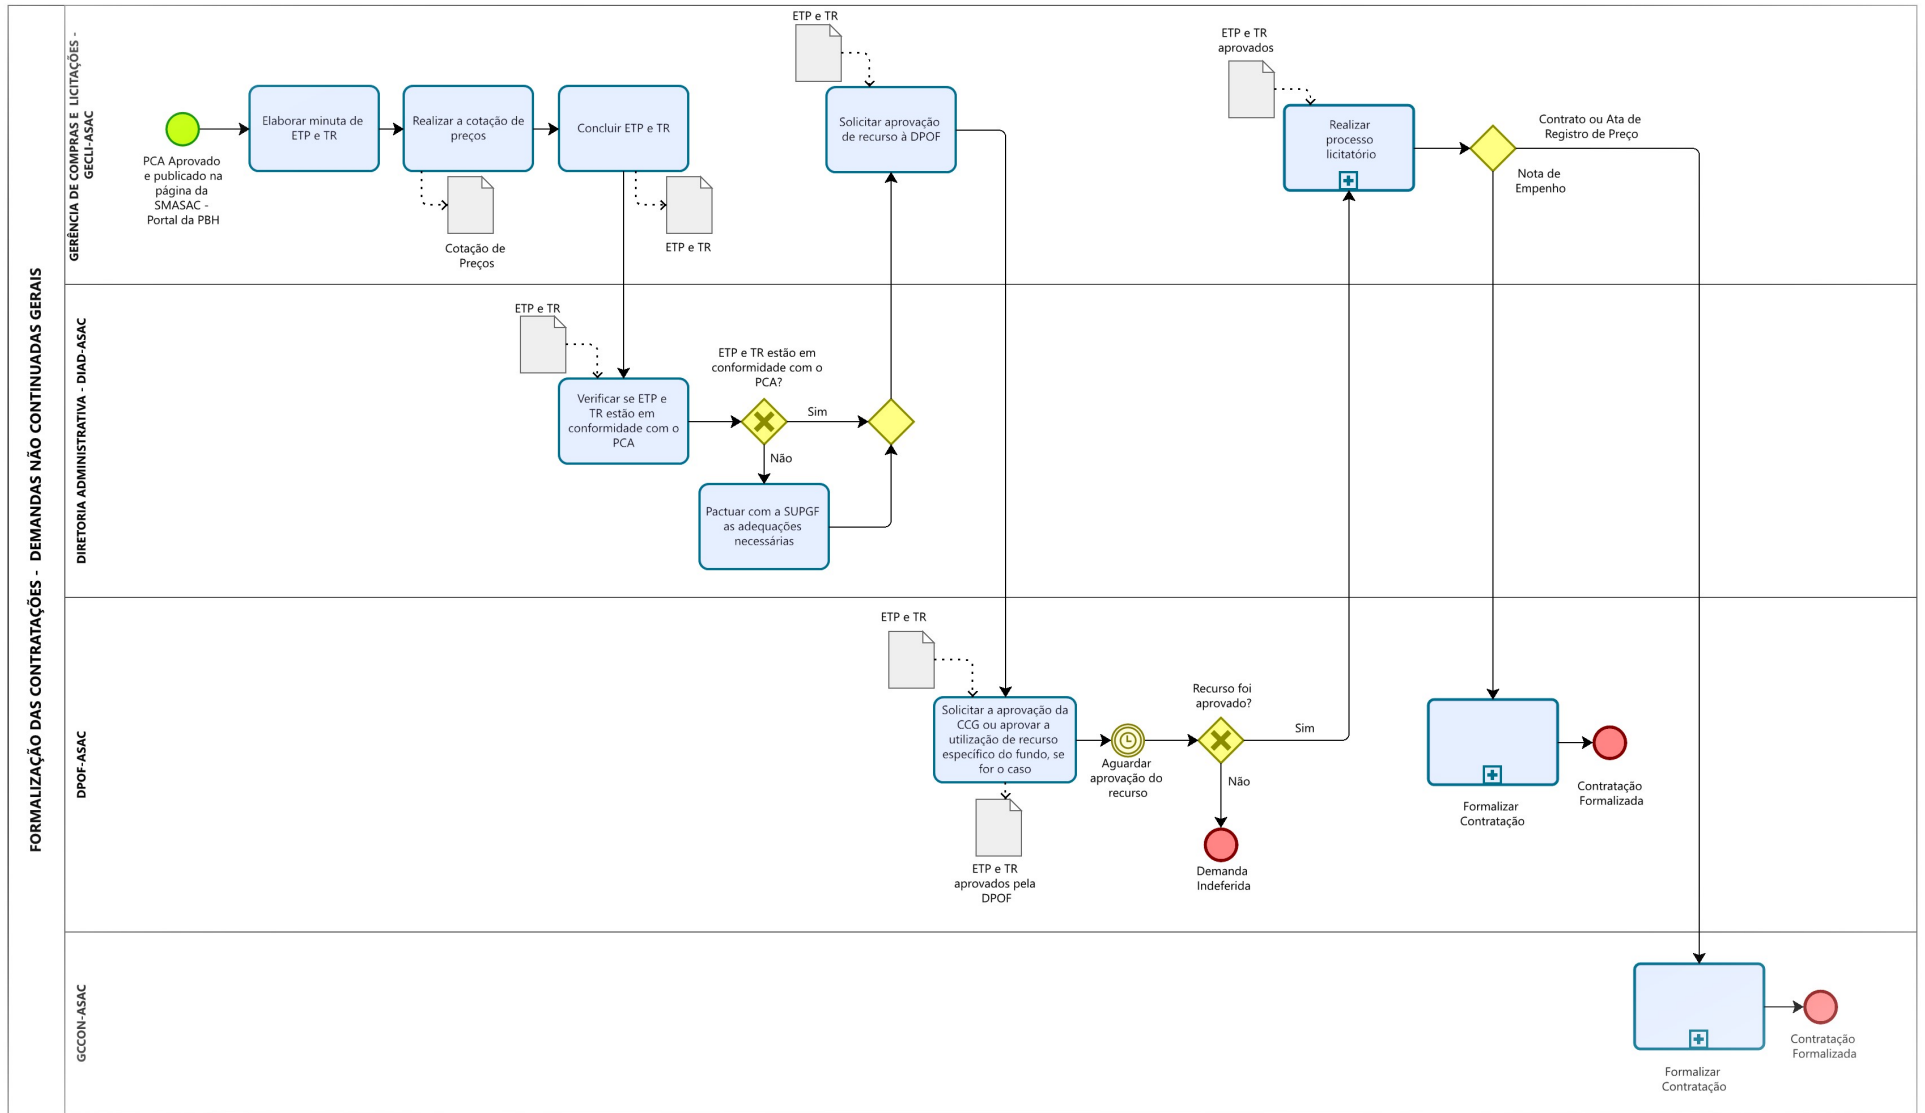 FORMALIZAÇÃO DAS CONTRATAÇÕES - DEMANDAS NÃO CONTINUADAS GERAIS
GERÊNCIA DE COMPRAS E LICITAÇÕES -
GECLI-ASAC
PCA Aprovado
e publicado na
página da
SMASAC -
Portal da PBH
Elaborar minuta de
ETP e TR
Realizar a cotação de
preços
Cotação de
Preços
Concluir ETP e TR
ETP e TR
ETP e TR
Solicitar aprovação
de recurso à DPOF
ETP e TR
aprovados
Realizar
processo
licitatório
Contrato ou Ata de
Registro de Preço
Nota de
Empenho
DIRETORIA ADMINISTRATIVA - DIAD-ASAC
ETP e TR
Verificar se ETP e
TR estão em
conformidade com o
PCA
ETP e TR estão em
conformidade com o
PCA?
Sim
Não
Pactuar com a SUPGF
as adequações
necessárias
DPOF-ASAC
ETP e TR
Solicitar a aprovação da
CCG ou aprovar a
utilização de recurso
específico do fundo, se
for o caso
ETP e TR
aprovados pela
DPOF
Aguardar
aprovação do
recurso
Recurso foi
aprovado?
Sim
Não
Demanda
Indeferida
Formalizar
Contratação
Contratação
Formalizada
GCCON-ASAC
Formalizar
Contratação
Contratação
Formalizada